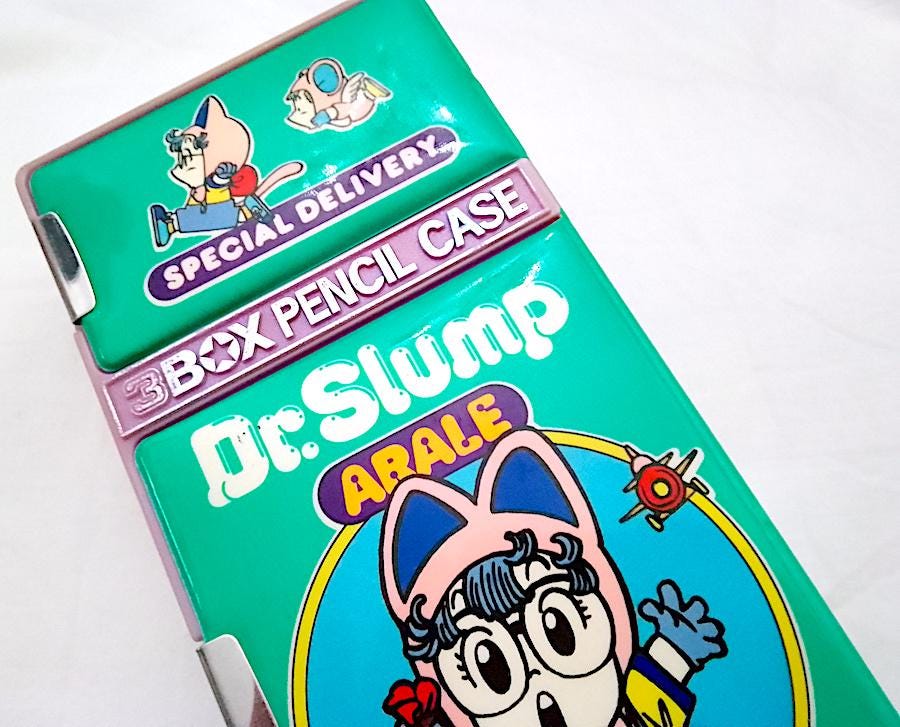 SPECIAL DELIVERY
3BOX PENCIL CASE
Dr. Slump
ARALE